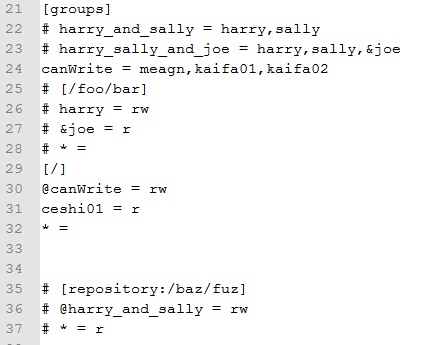 21 [groups]
22 # harry_and_sally = harry,sally
23 # harry_sally_and_joe = harry,sally,&joe
24 canWrite = meagn,kaifa01,kaifa02
25 # [/foo/bar]
26 # harry = rw
27 # &joe = r
28 # * =
29 [/]
30 @canWrite = rw
31 ceshi01 = r
32 * =
33
34
35 # [repository:/baz/fuz]
36 # @harry_and_sally = rw
37 # * = r